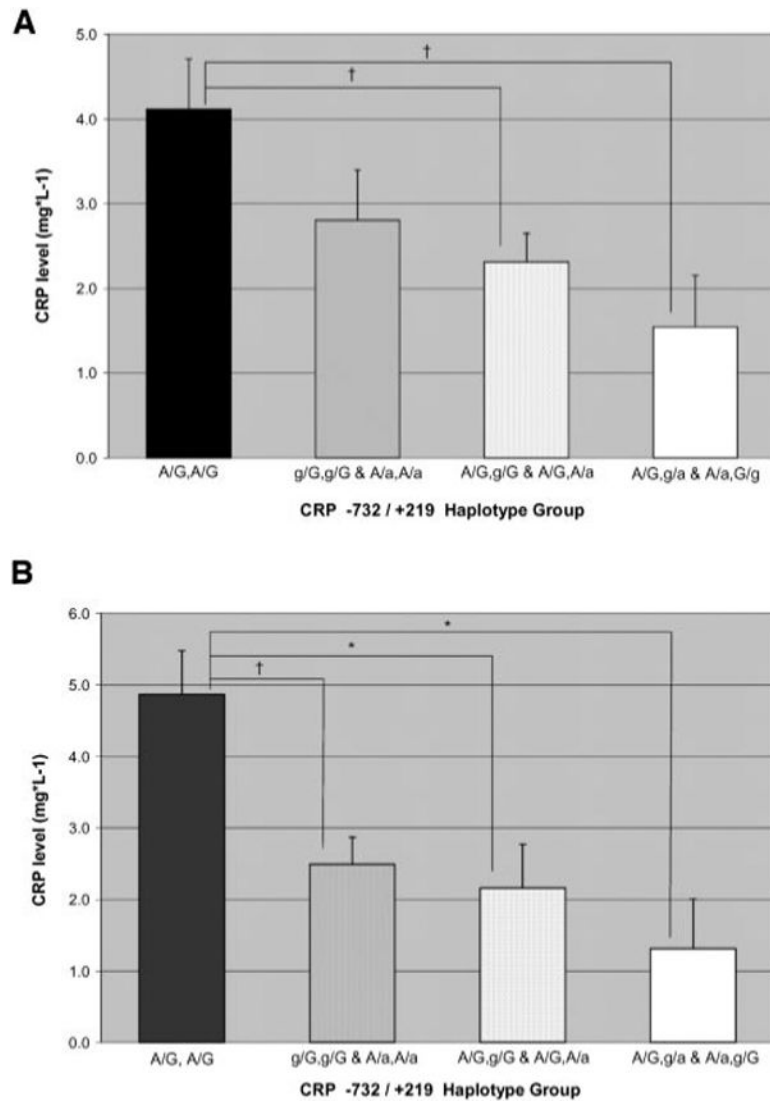 A
5.0
4.0
3.0
2.0
1.0
0.0
CRP level (mg*L-1)
†
†
A/G,A/G g/G,g/G & A/a,A/a A/G,g/G & A/G,A/a A/G,g/a & A/a,G/g
CRP -732 / +219 Haplotype Group
B
6.0
5.0
4.0
3.0
2.0
1.0
0.0
CRP level (mg*L-1)
*
*
†
A/G, A/G g/G,g/G & A/a,A/a A/G,g/G & A/G,A/a A/G,g/a & A/a,g/G
CRP -732 / +219 Haplotype Group